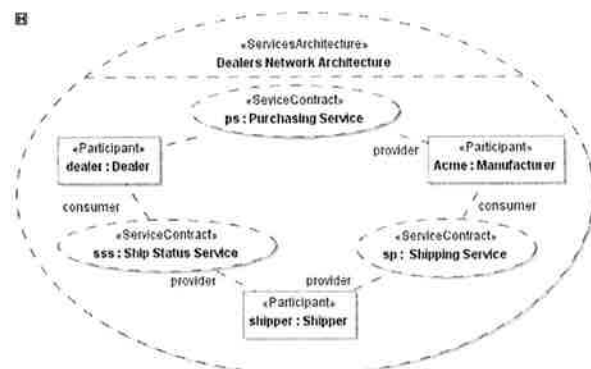 «ServicesArchitecture»
Dealers Network Architecture
«SeviceContract»
ps : Purchasing Service
«Participant»
dealer : Dealer
provider
«Participant»
Acme : Manufacturer
consumer
consumer
«ServiceContract»
sss : Ship Status Service
«ServiceContract»
sp : Shipping Service
provider
provider
«Participant»
shipper : Shipper